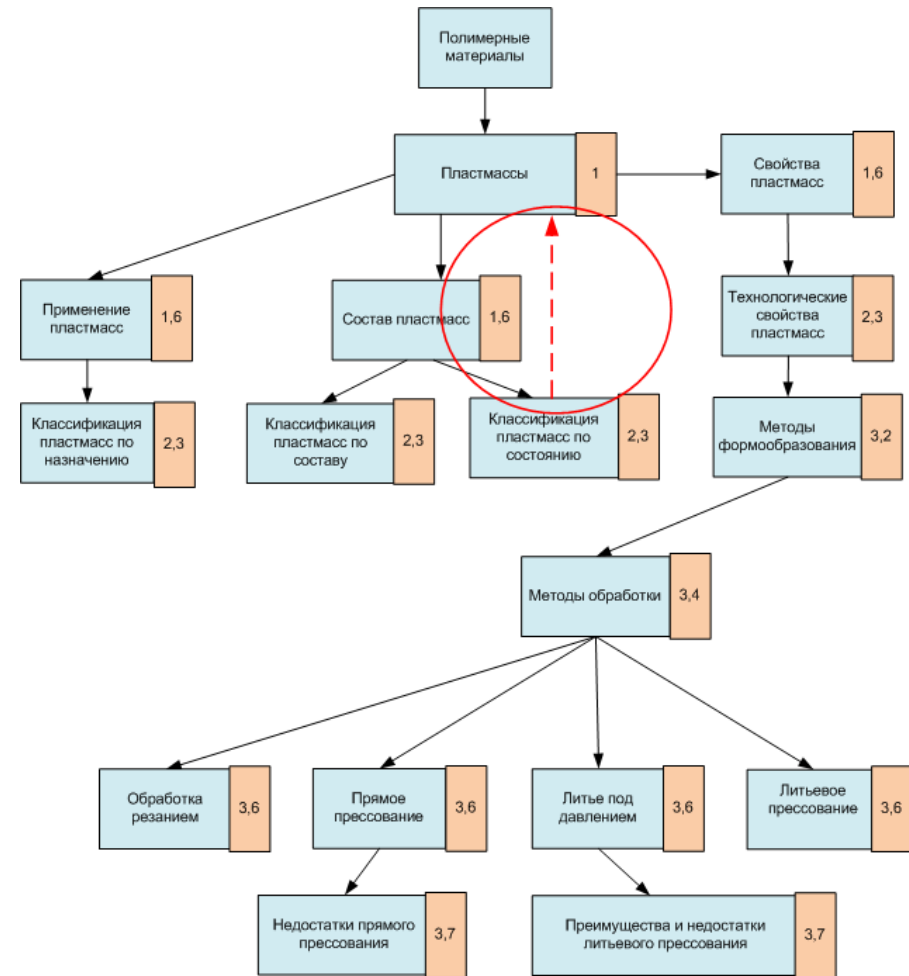 Полимерные
материалы
Пластмассы
1
Свойства
пластмасс
1,6
Применение
пластмасс
1,6
Состав пластмасс
1,6
Технологические
свойства
пластмасс
2,3
Классификация
пластмасс по
назначению
2,3
Классификация
пластмасс по
составу
2,3
Классификация
пластмасс по
состоянию
2,3
Методы
формообразования
3,2
Методы обработки
3,4
Обработка
резанием
3,6
Прямое
прессование
3,6
Литье под
давлением
3,6
Литьевое
прессование
3,6
Недостатки прямого
прессования
3,7
Преимущества и недостатки
литьевого прессования
3,7